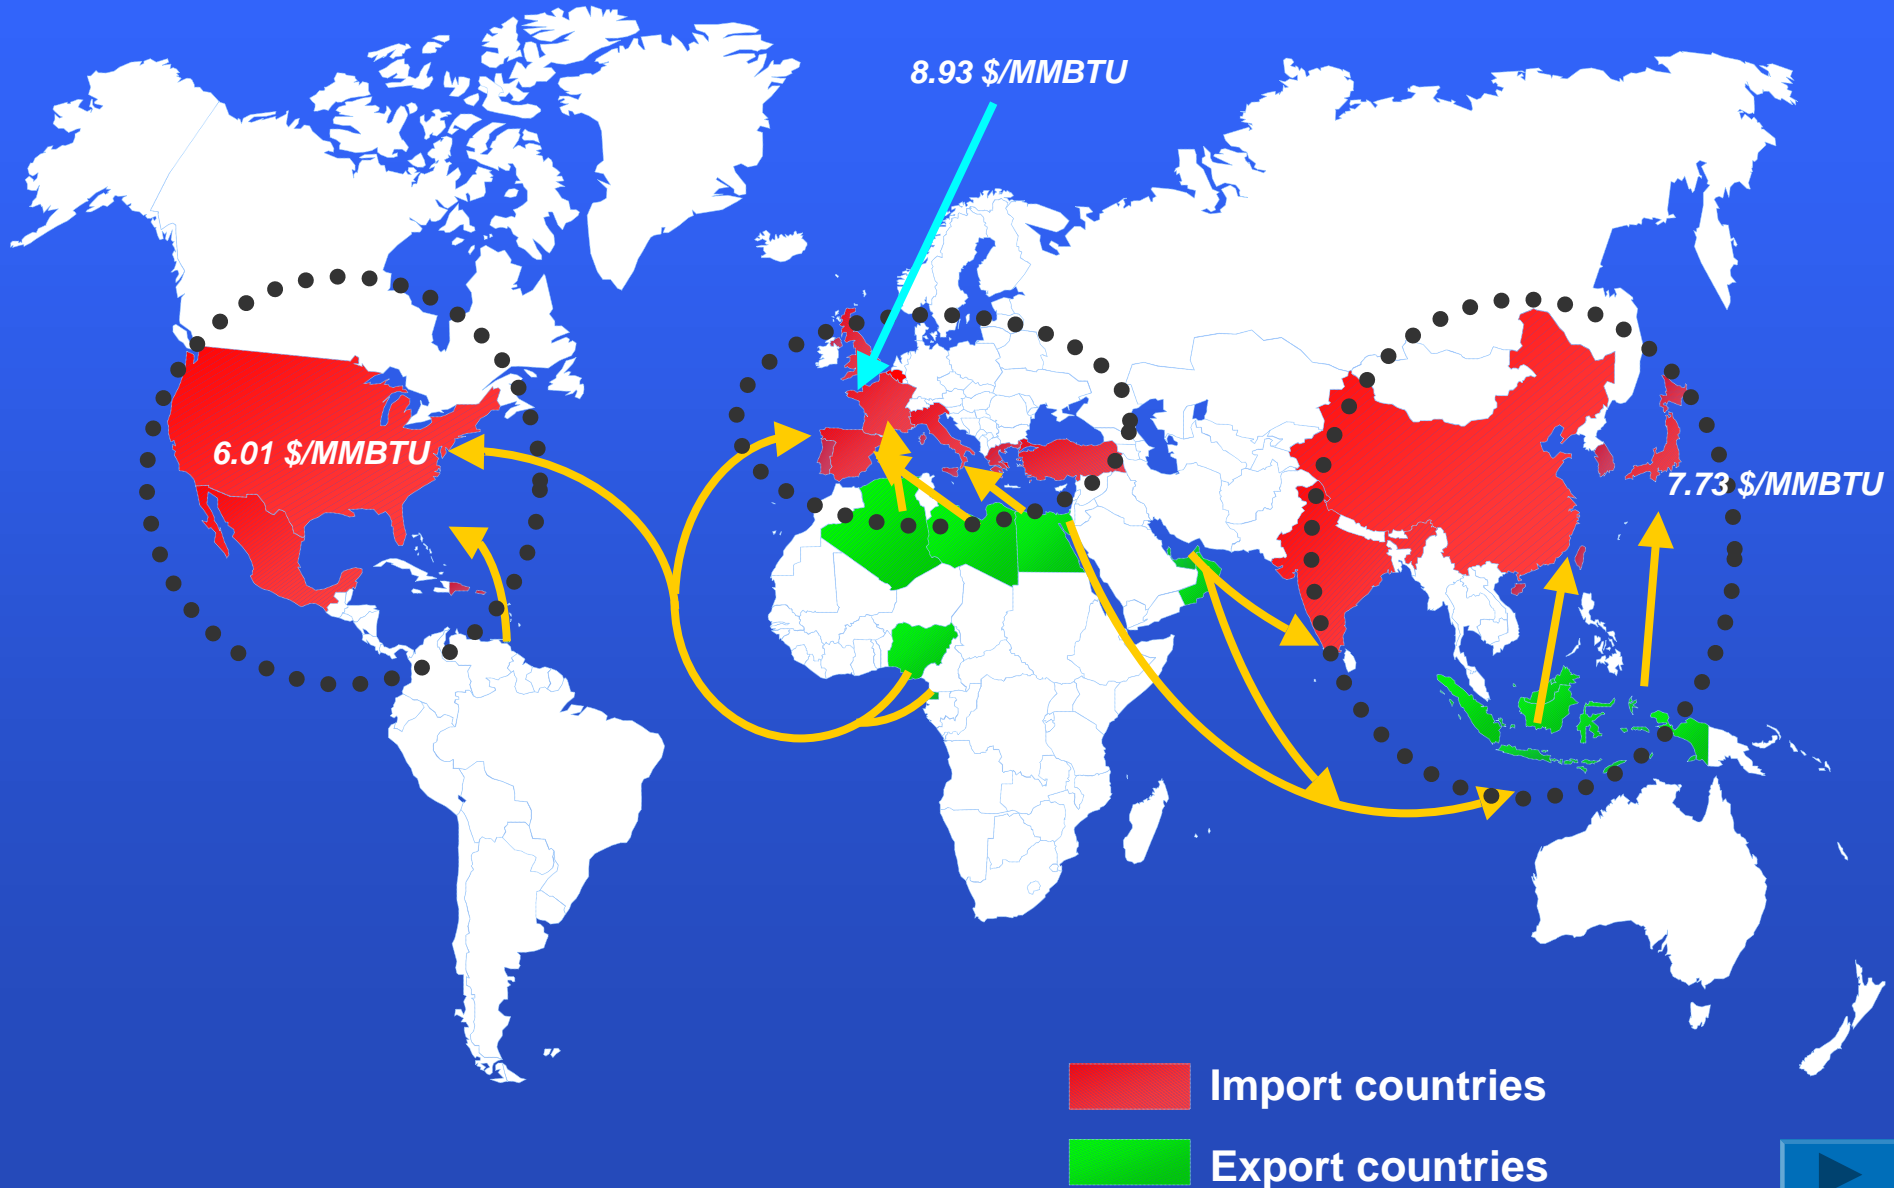 8.93 $/MMBTU
6.01 $/MMBTU
7.73 $/MMBTU
Import countries
Export countries